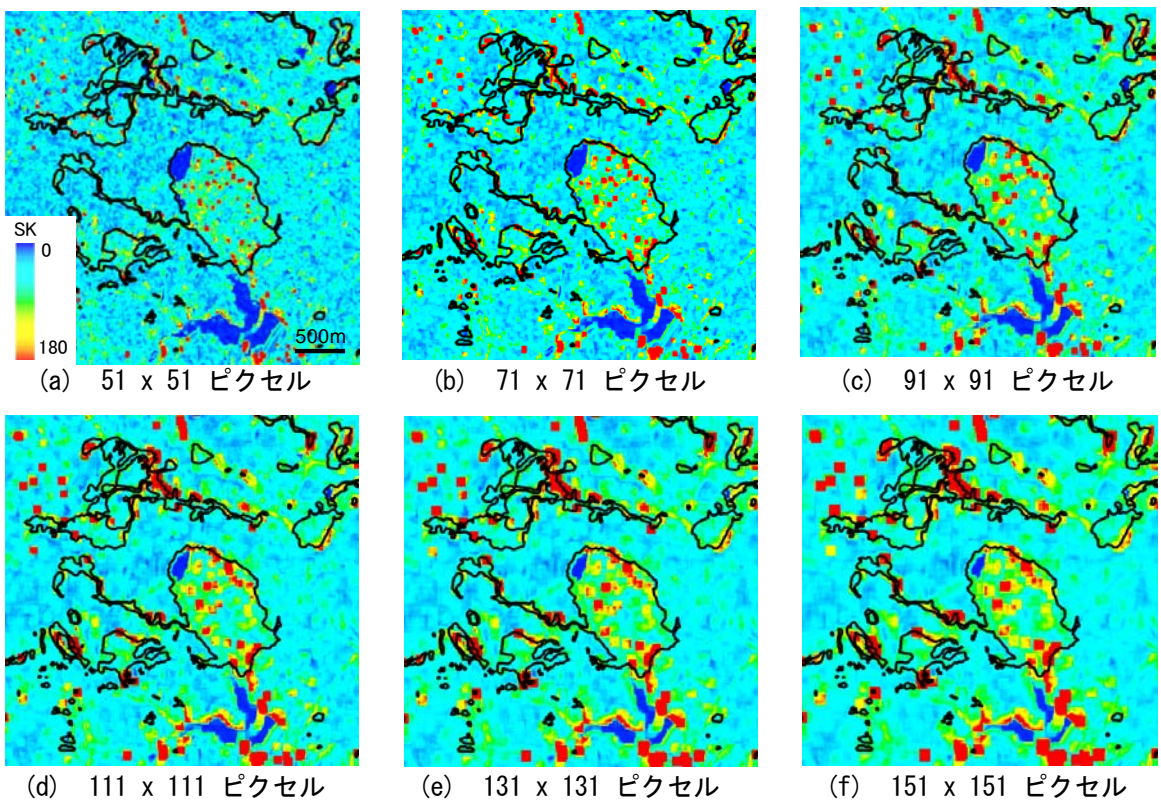 SK
0
180
500m
(a) 51 x 51 ピクセル
(b) 71 x 71 ピクセル
(c) 91 x 91 ピクセル
(d) 111 x 111 ピクセル
(e) 131 x 131 ピクセル
(f) 151 x 151 ピクセル